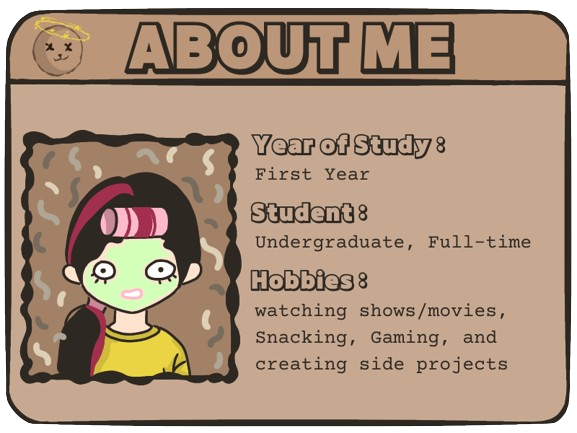 ABOUT ME
Year of Study:
First Year
Student:
Undergraduate, Full-time
Hobbies:
watching shows/movies,
Snacking, Gaming, and
creating side projects